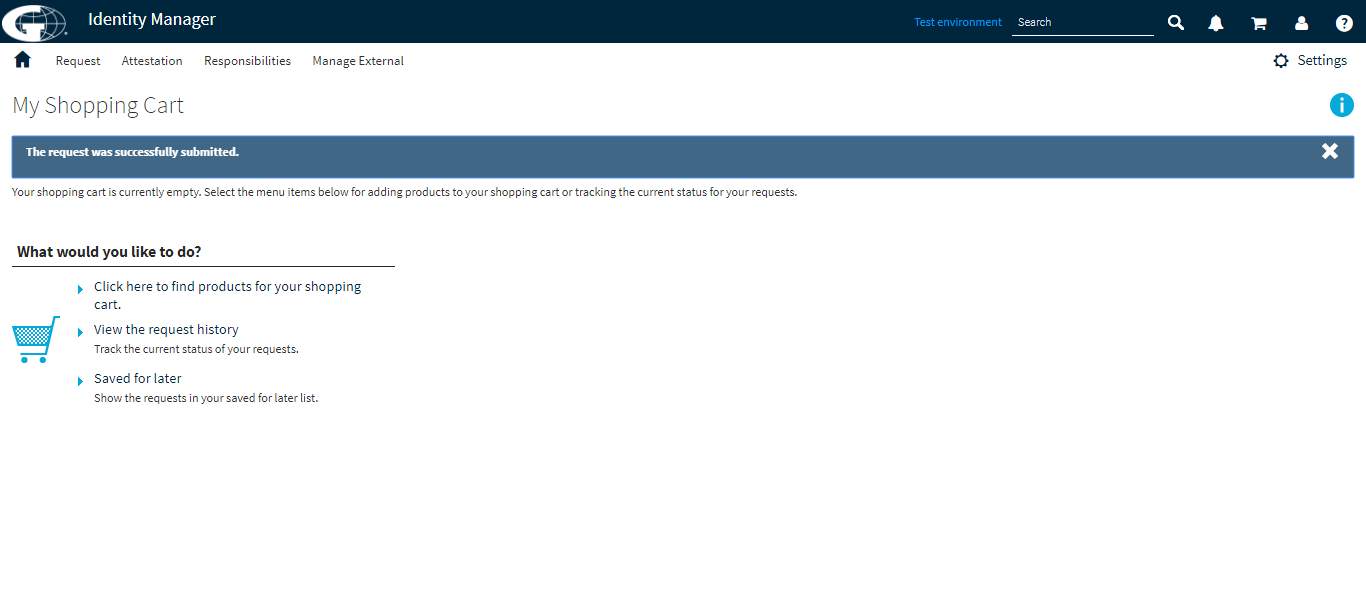 Identity Manager
Test environment
Search
Request
Attestation
Responsibilities
Manage External
Settings
My Shopping Cart
The request was successfully submitted.
Your shopping cart is currently empty. Select the menu items below for adding products to your shopping cart or tracking the current status for your requests.
What would you like to do?
Click here to find products for your shopping
cart.
View the request history
Track the current status of your requests.
Saved for later
Show the requests in your saved for later list.